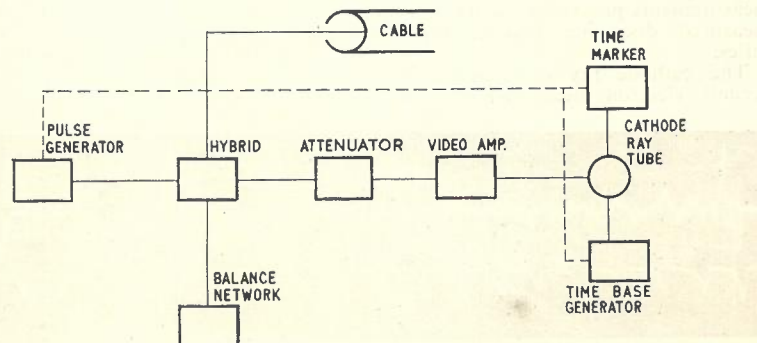 CABLE
TIME
MARKER
PULSE
GENERATOR
HYBRID
ATTENUATOR
VIDEO AMP.
CATHODE
RAY
TUBE
BALANCE
NETWORK
TIME BASE
GENERATOR